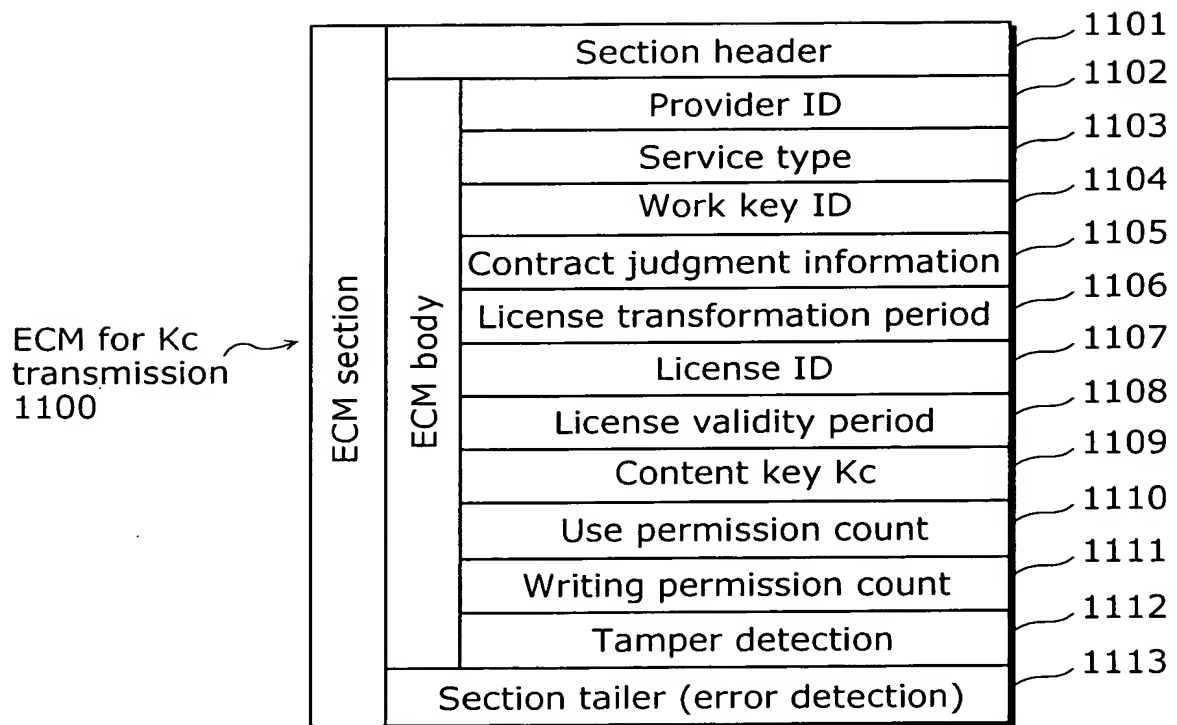 Section header
1101
Provider ID
1102
Service type
1103
Work key ID
1104
Contract judgment information
1105
License transformation period
1106
License ID
1107
License validity period
1108
Content key Kc
1109
Use permission count
1110
Writing permission count
1111
Tamper detection
1112
Section tailer (error detection)
1113
ECM for Kc
transmission
1100
ECM section
ECM body